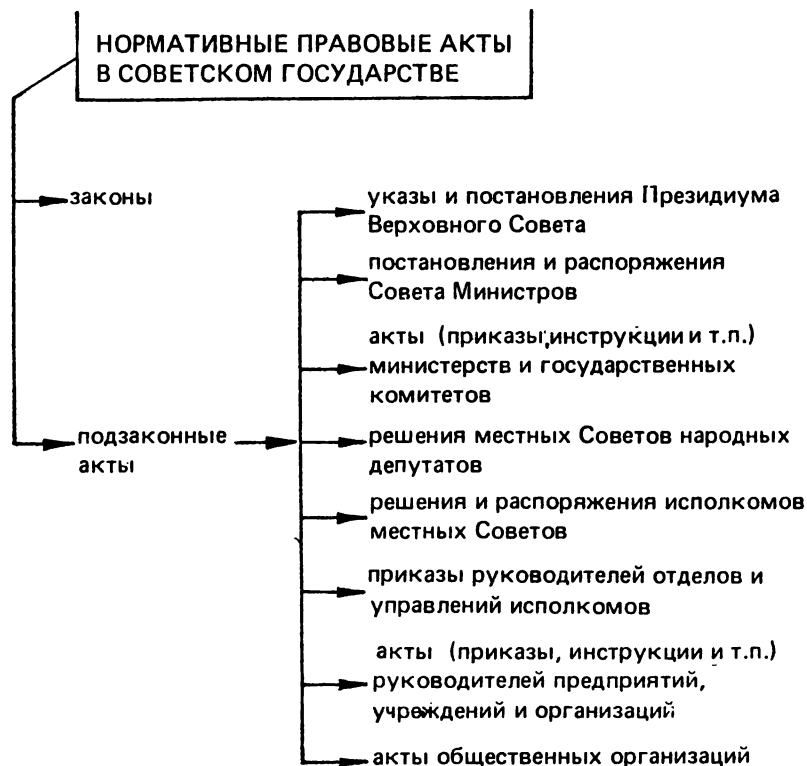 НОРМАТИВНЫЕ ПРАВОВЫЕ АКТЫ
В СОВЕТСКОМ ГОСУДАРСТВЕ
законы
подзаконные
акты
указы и постановления Президиума
Верховного Совета
постановления и распоряжения
Совета Министров
акты (приказы, инструкции и т.п.)
министерств и государственных
комитетов
решения местных Советов народных
депутатов
решения и распоряжения исполкомов
местных Советов
приказы руководителей отделов и
управлений исполкомов
акты (приказы, инструкции и т.п.)
руководителей предприятий,
учреждений и организаций
акты общественных организаций